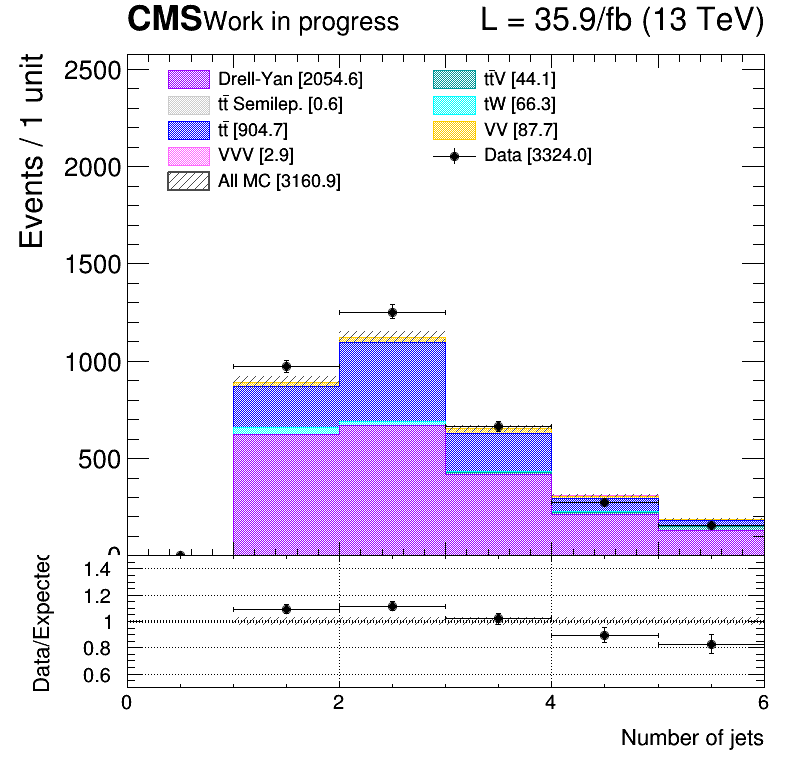 CMS Work in progress L = 35.9/fb (13 TeV)
Events / 1 unit
2500
2000
1500
1000
500
0
Drell-Yan [2054.6]
tt̄ Semilep. [0.6]
tt̄ [904.7]
VVV [2.9]
All MC [3160.9]
tt̄V [44.1]
tW [66.3]
VV [87.7]
Data [3324.0]
Data/Expected
1.4
1.2
1
0.8
0.6
0 2 4 6
Number of jets